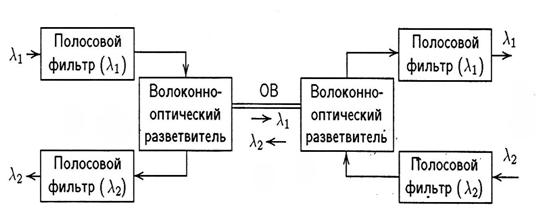 λ1
Полосовой
фильтр (λ1)
Волоконно-
оптический
разветвитель
λ2
Полосовой
фильтр (λ2)
ОВ
λ1
λ2
Волоконно-
оптический
разветвитель
Полосовой
фильтр (λ1)
λ1
Полосовой
фильтр (λ2)
λ2